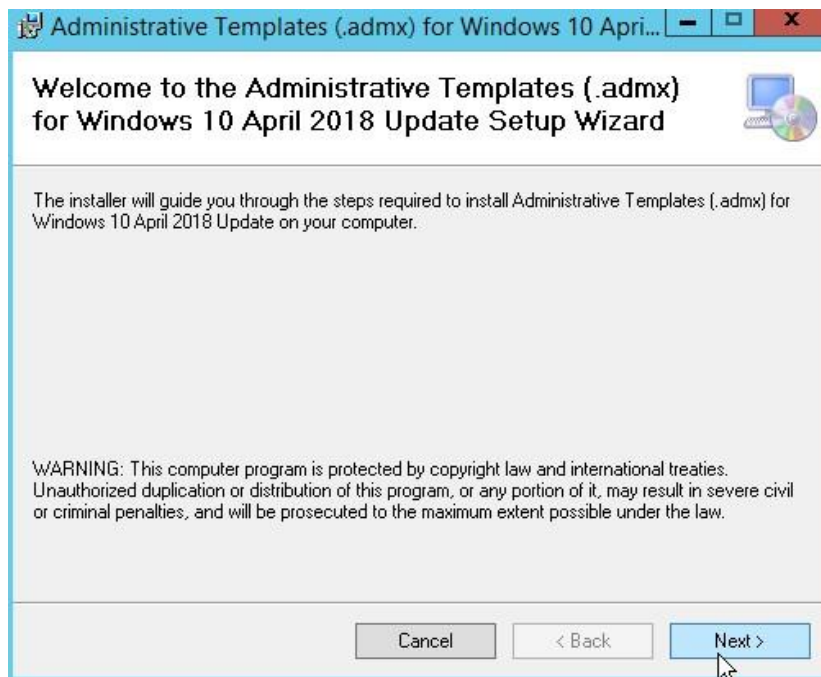 Administrative Templates (.admx) for Windows 10 Apri...
Welcome to the Administrative Templates (.admx)
for Windows 10 April 2018 Update Setup Wizard
The installer will guide you through the steps required to install Administrative Templates (.admx) for
Windows 10 April 2018 Update on your computer.
WARNING: This computer program is protected by copyright law and international treaties.
Unauthorized duplication or distribution of this program, or any portion of it, may result in severe civil
or criminal penalties, and will be prosecuted to the maximum extent possible under the law.
Cancel
< Back
Next >